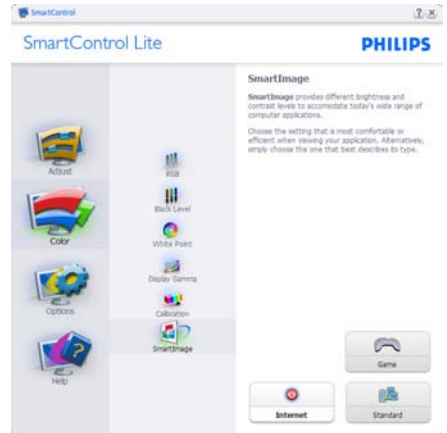 SmartControl
SmartControl Lite
PHILIPS
Adjust
Color
Options
Help
RGB
Black Level
White Point
Display Gamma
Calibration
SmartImage
SmartImage
SmartImage provides different brightness and
contrast levels to accomodate today's wide range of
computer applications.
Choose the setting that is most comfortable or
efficient when viewing your application. Alternatively,
simply choose the one that best describes its type.
Game
Internet
Standard